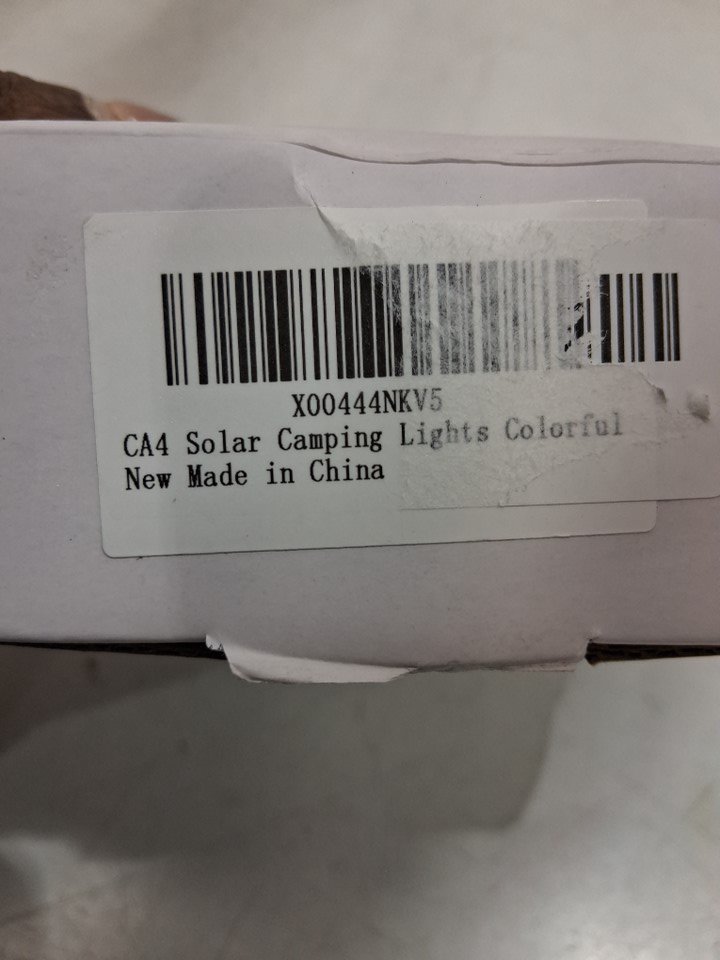 X00444NKV5
CA4 Solar Camping Lights Colorful
New Made in China